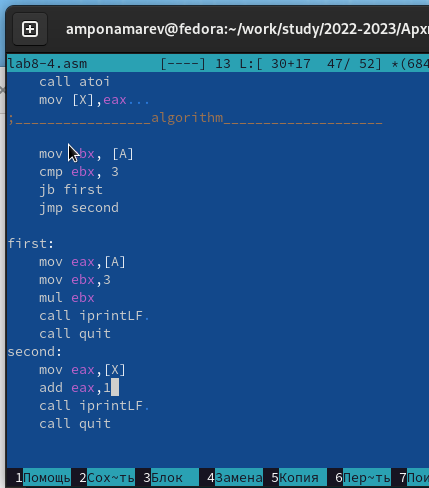 amponamarev@fedora:~/work/study/2022-2023/Арх
lab8-4.asm [----] 13 L:[ 30+17 47/ 52] *(684
call atoi
mov [X],eax...
;_________________algorithm____________________
mov ebx, [A]
cmp ebx, 3
jb first
jmp second
first:
mov eax,[A]
mov ebx,3
mul ebx
call iprintLF.
call quit
second:
mov eax,[X]
add eax,1
call iprintLF.
call quit
1Помощь 2Сох~ть 3Блок 4Замена 5Копия 6Пер~ть 7Пои